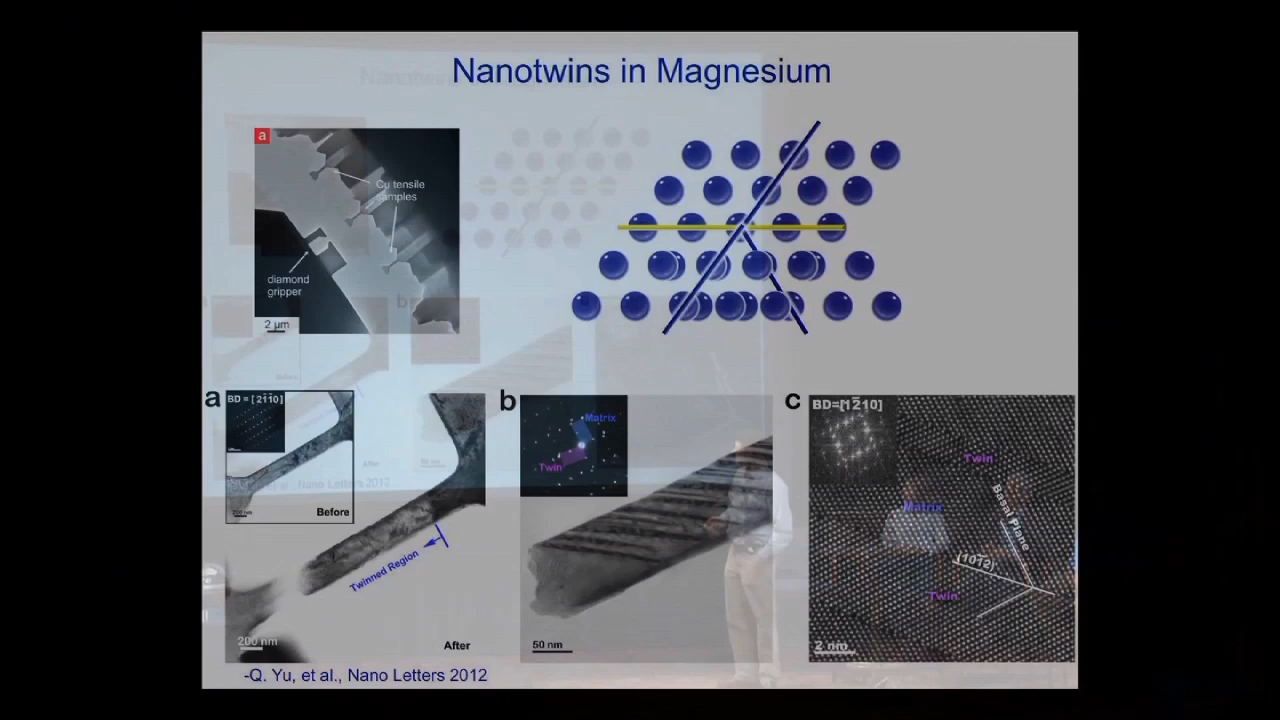 Nanotwins in Magnesium
a
Cu tensile
samples
diamond
gripper
2 µm
a
BD = [2110]
Before
Twinned Region
200 nm
After
b
Matrix
Twin
50 nm
c
BD=[1210]
Twin
Matrix
Basal Plane
(1012)
Twin
2 nm
-Q. Yu, et al., Nano Letters 2012